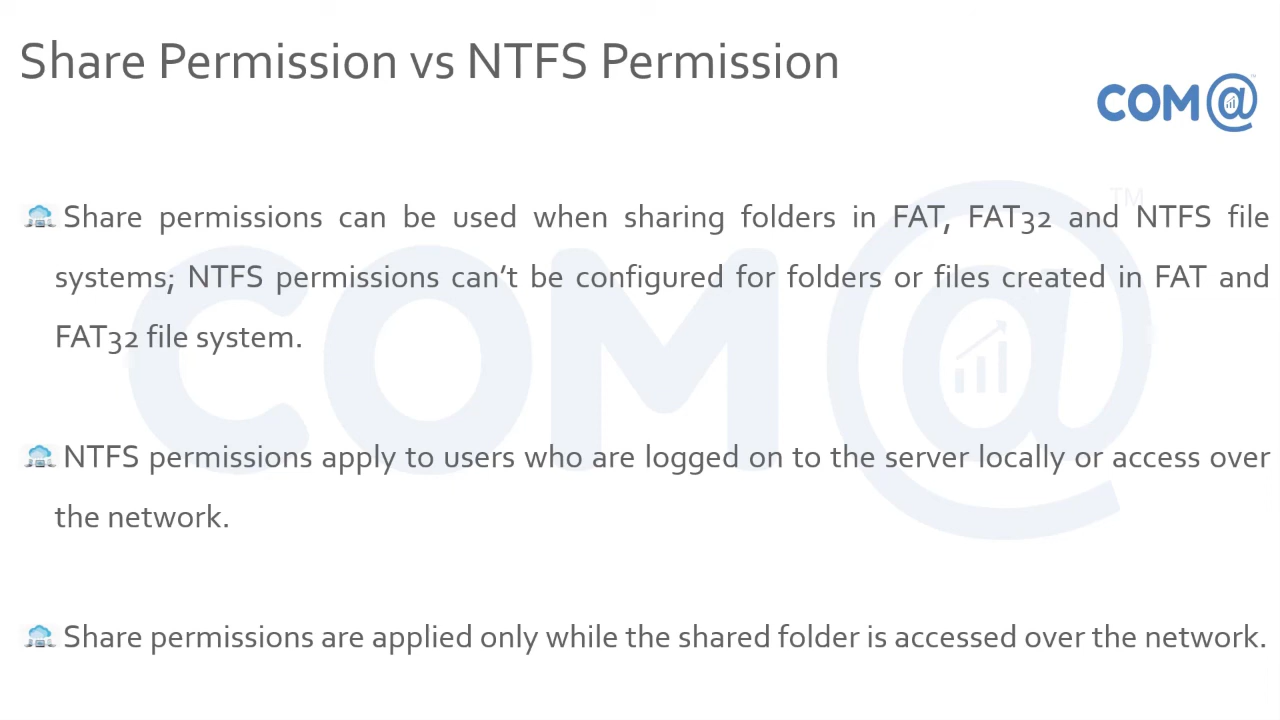 Share Permission vs NTFS Permission
COM@™
Share permissions can be used when sharing folders in FAT, FAT32 and NTFS file
systems; NTFS permissions can’t be configured for folders or files created in FAT and
FAT32 file system.
NTFS permissions apply to users who are logged on to the server locally or access over
the network.
Share permissions are applied only while the shared folder is accessed over the network.
COM@™